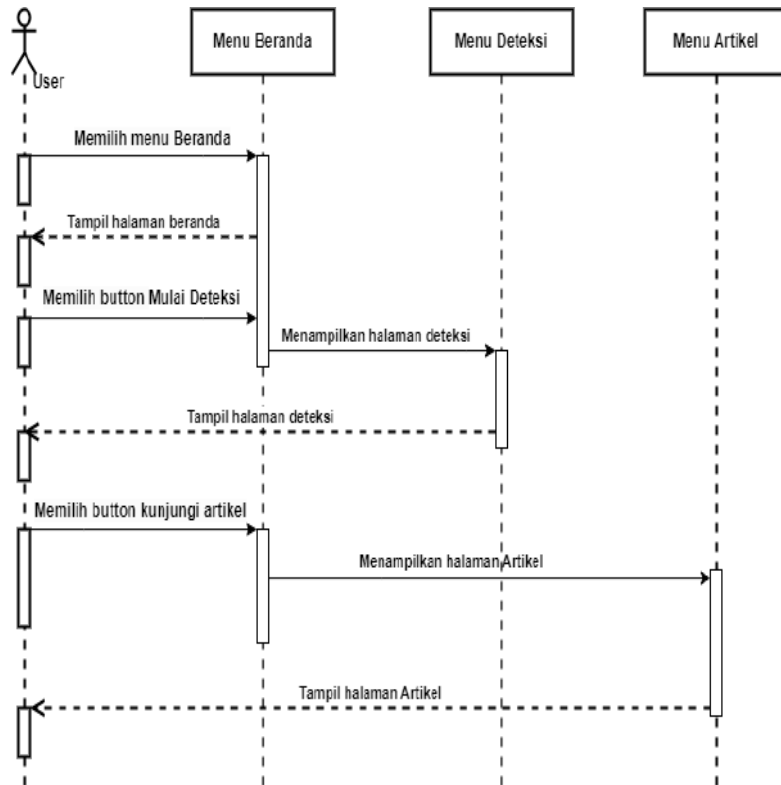 Menu Beranda
Menu Deteksi
Menu Artikel
User
Memilih menu Beranda
Tampil halaman beranda
Memilih button Mulai Deteksi
Menampilkan halaman deteksi
Tampil halaman deteksi
Memilih button kunjungi artikel
Menampilkan halaman Artikel
Tampil halaman Artikel